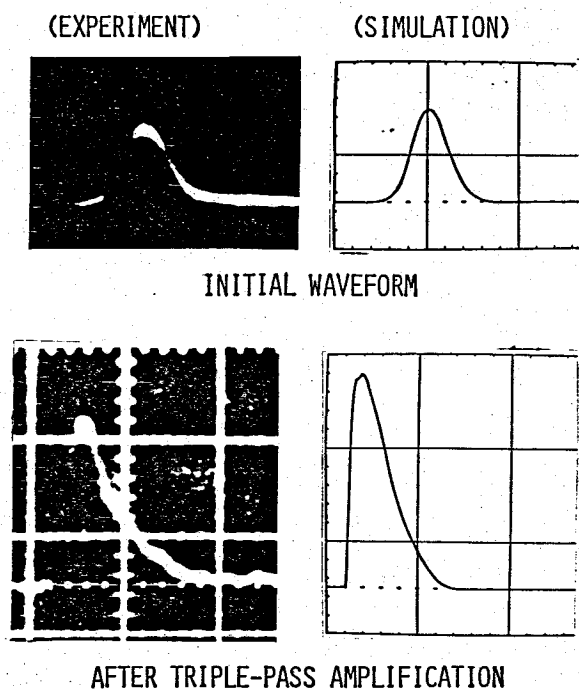 (EXPERIMENT) (SIMULATION)
INITIAL WAVEFORM
AFTER TRIPLE-PASS AMPLIFICATION